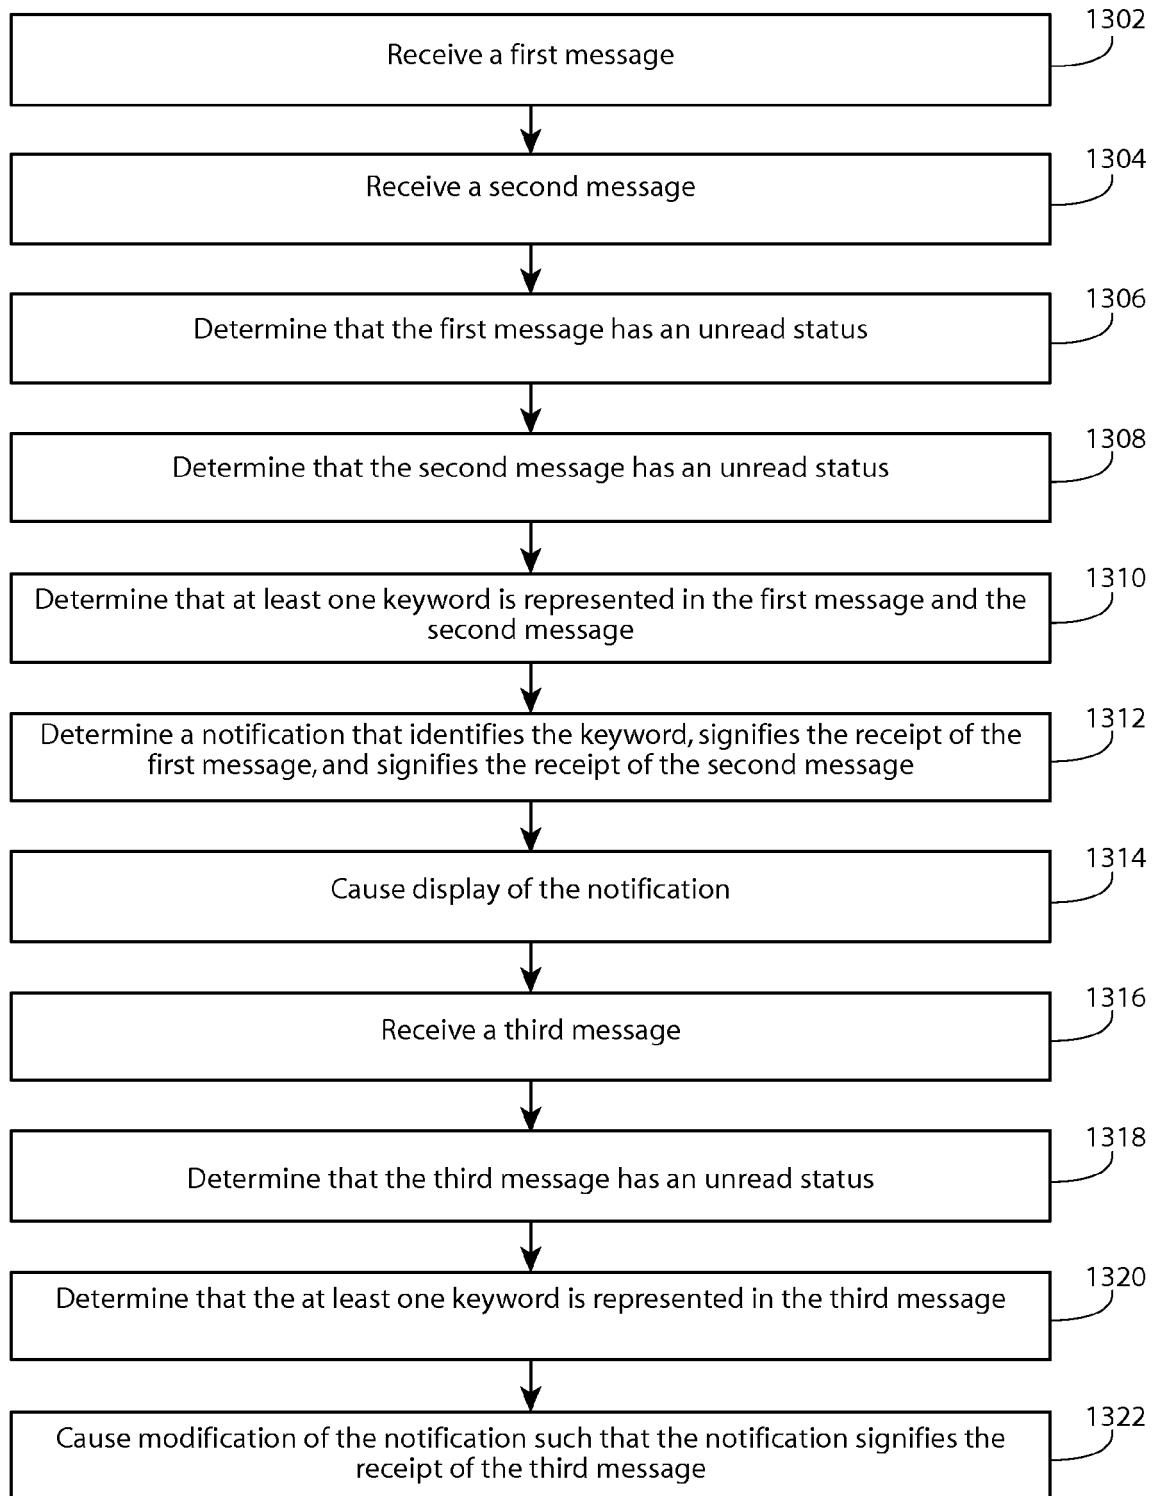 1302
Receive a first message
1304
Receive a second message
1306
Determine that the first message has an unread status
1308
Determine that the second message has an unread status
1310
Determine that at least one keyword is represented in the first message and the
second message
1312
Determine a notification that identifies the keyword, signifies the receipt of the
first message, and signifies the receipt of the second message
1314
Cause display of the notification
1316
Receive a third message
1318
Determine that the third message has an unread status
1320
Determine that the at least one keyword is represented in the third message
1322
Cause modification of the notification such that the notification signifies the
receipt of the third message